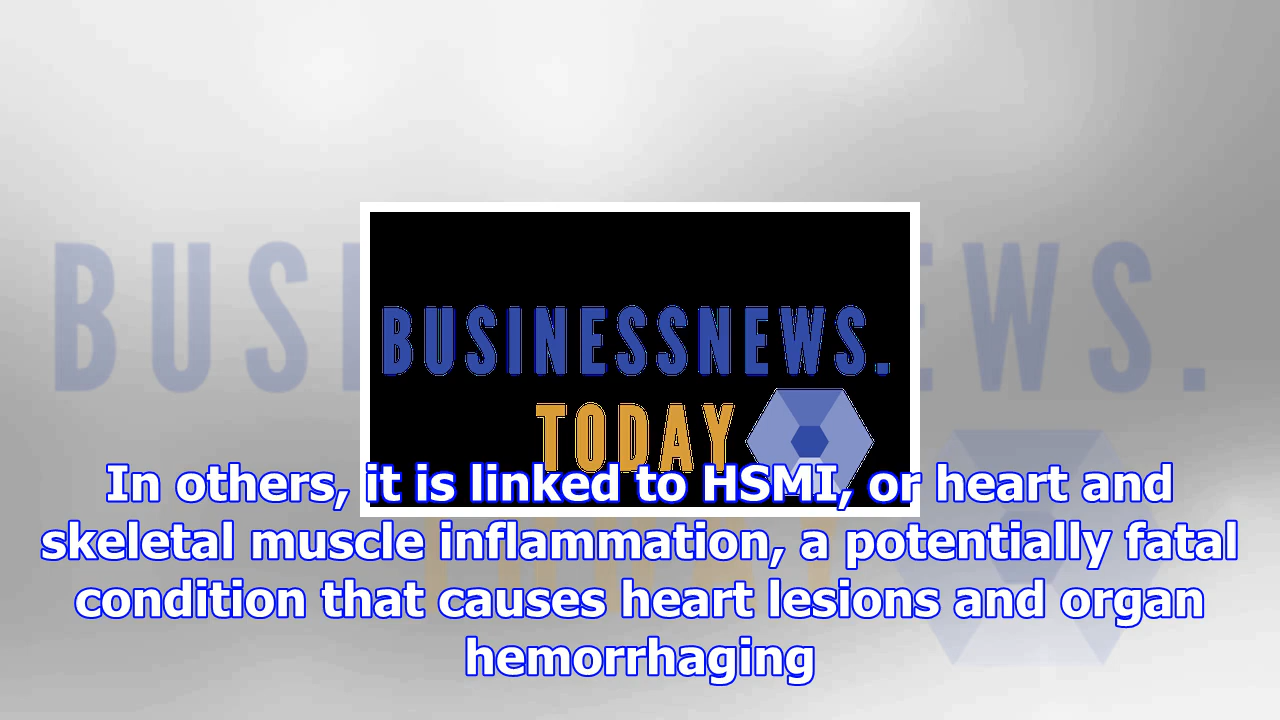 BUSINESSNEWS.
TODAY
In others, it is linked to HSMI, or heart and
skeletal muscle inflammation, a potentially fatal
condition that causes heart lesions and organ
hemorrhaging